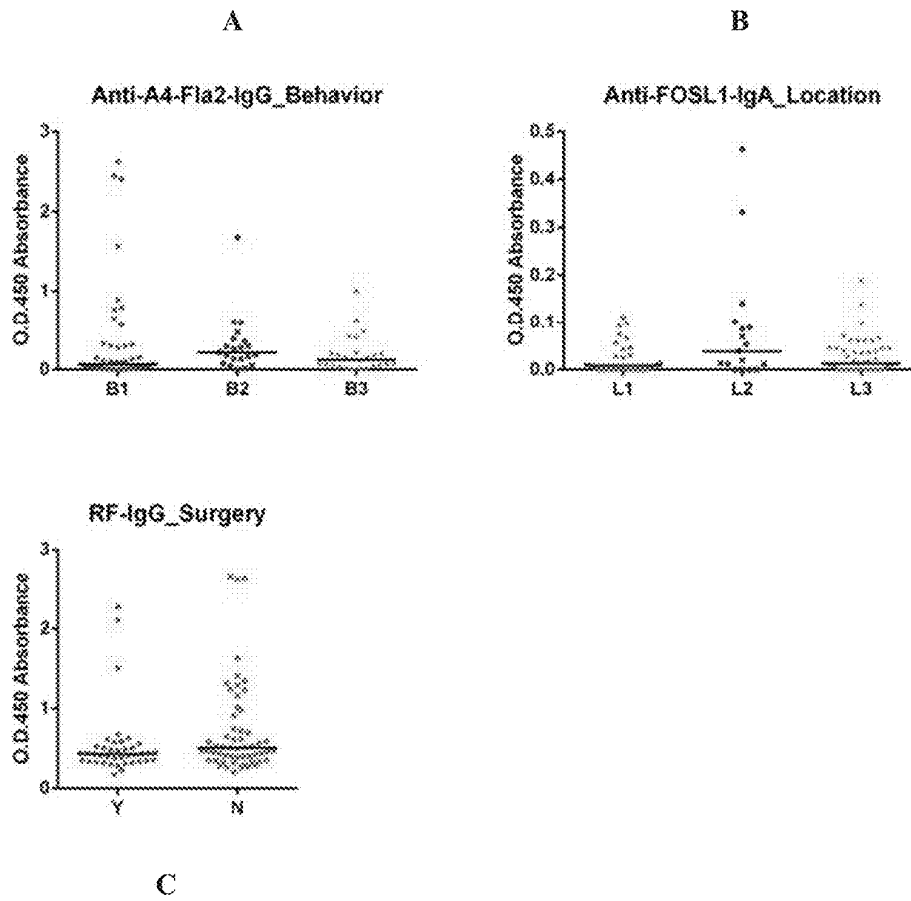 A
B
Anti-A4-Fla2-IgG_Behavior
O.D.450 Absorbance
3
2
1
0
B1 B2 B3
Anti-FOSL1-IgA_Location
O.D.450 Absorbance
0.5
0.4
0.3
0.2
0.1
0.0
L1 L2 L3
RF-IgG_Surgery
O.D.450 Absorbance
3
2
1
0
Y N
C